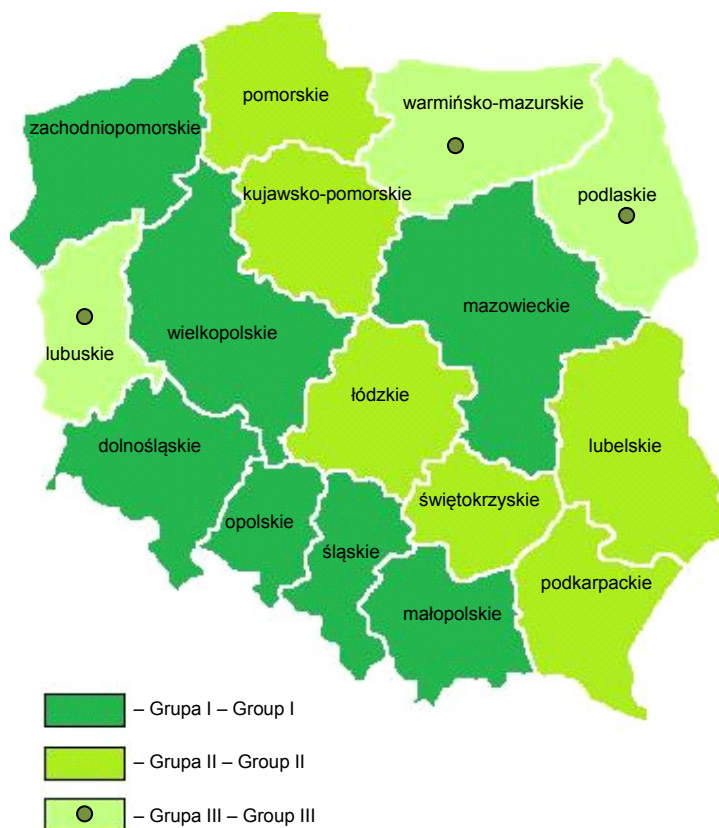 pomorskie
warmińsko-mazurskie
zachodniopomorskie
kujawsko-pomorskie
podlaskie
mazowieckie
wielkopolskie
lubuskie
łódzkie
dolnośląskie
lubelskie
świętokrzyskie
opolskie
śląskie
podkarpackie
małopolskie
– Grupa I – Group I
– Grupa II – Group II
– Grupa III – Group III